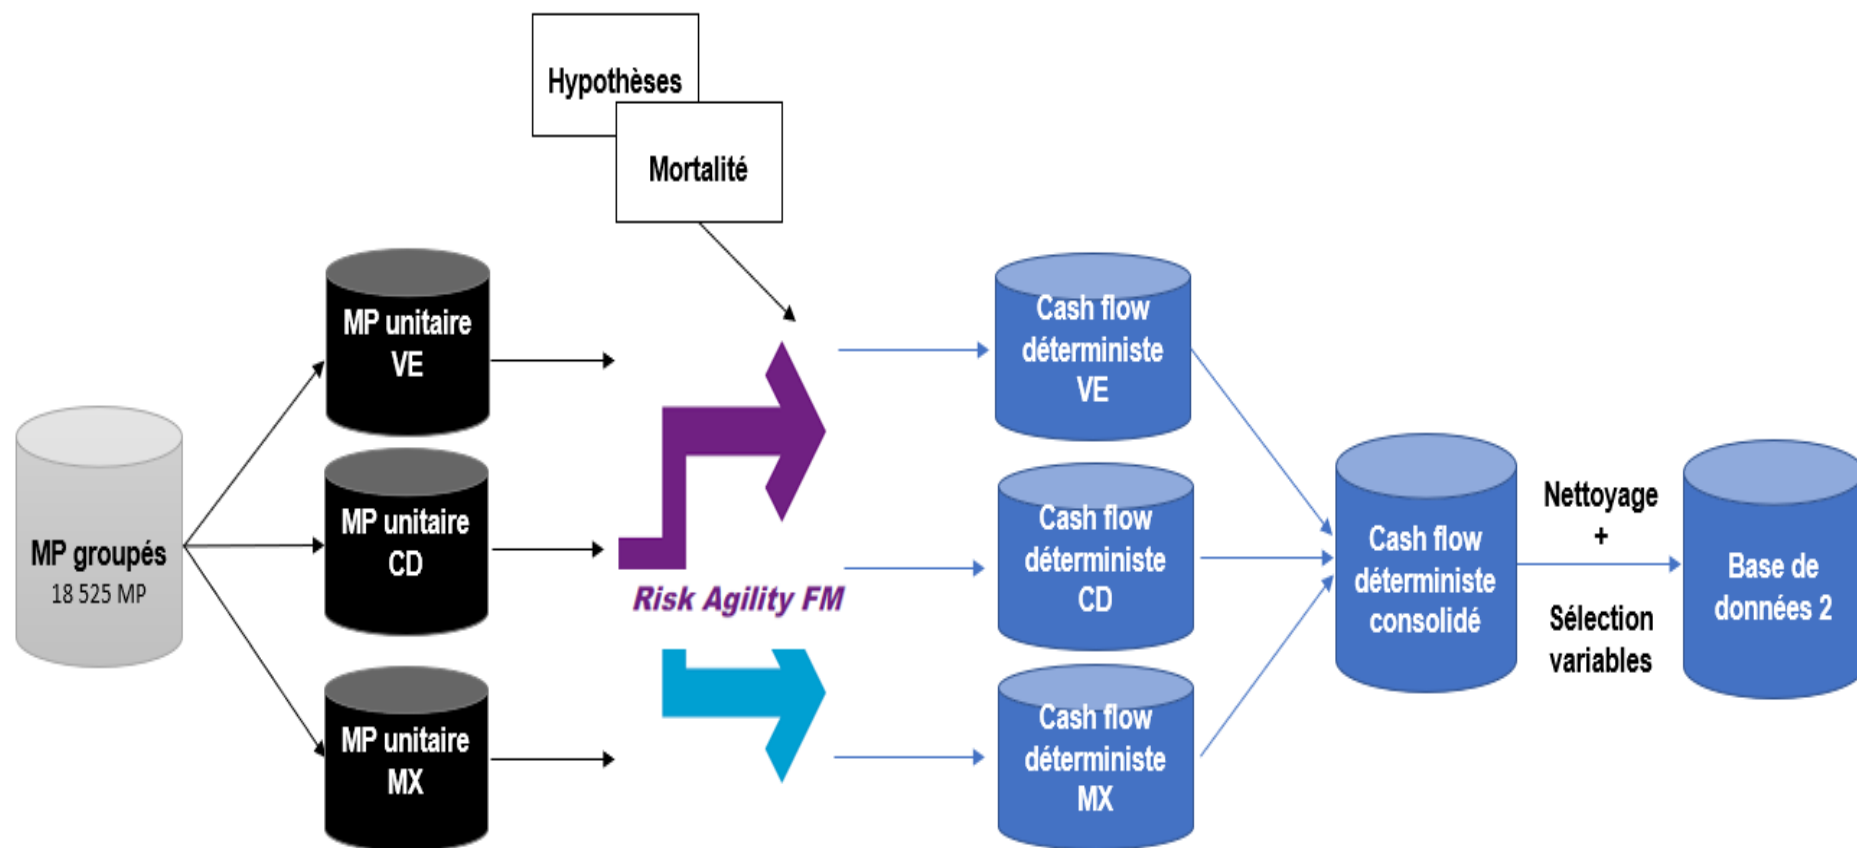 Hypothèses
Mortalité
MP groupés
18 525 MP
MP unitaire
VE
MP unitaire
CD
MP unitaire
MX
Risk Agility FM
Cash flow
déterministe
VE
Cash flow
déterministe
CD
Cash flow
déterministe
MX
Cash flow
déterministe
consolidé
Nettoyage
+
Sélection
variables
Base de
données 2